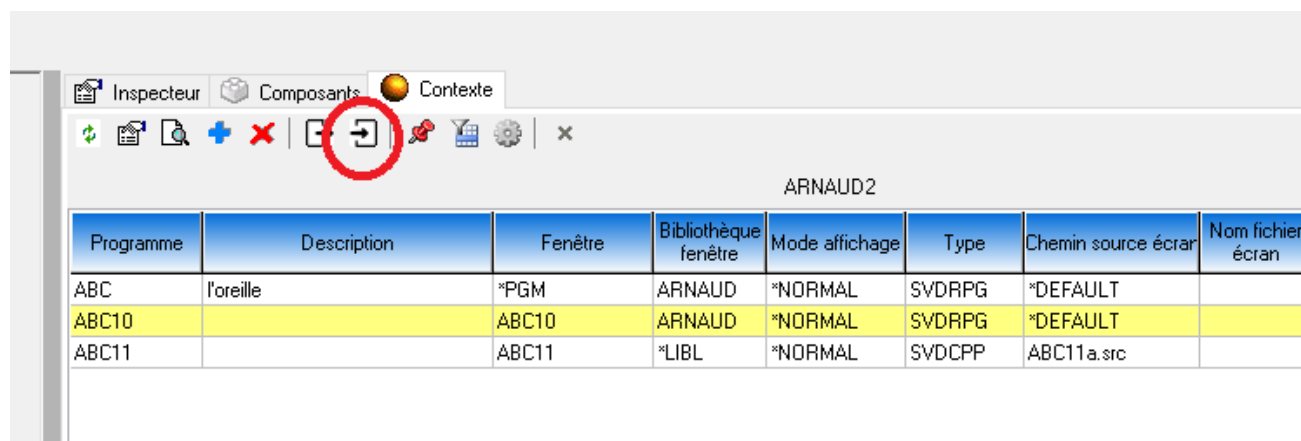 Inspecteur Composants Contexte
ARNAUD2
Programme Description Fenêtre Bibliothèque fenêtre Mode affichage Type Chemin source écran Nom fichier écran
ABC l'oreille *PGM ARNAUD *NORMAL SVDRPG *DEFAULT
ABC10 ABC10 ARNAUD *NORMAL SVDRPG *DEFAULT
ABC11 ABC11 *LIBL *NORMAL SVDCPP ABC11a.src